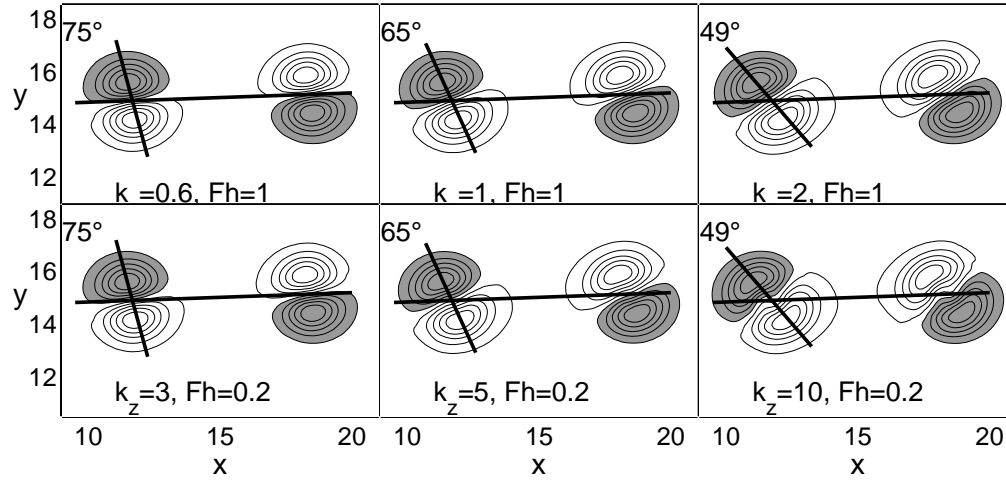 18
16
14
12
y
75°
k =0.6, Fh=1
65°
k =1, Fh=1
49°
k =2, Fh=1
18
16
14
12
y
75°
k_z=3, Fh=0.2
65°
k_z=5, Fh=0.2
49°
k_z=10, Fh=0.2
10 15 20
10 15 20
10 15 20
x x x